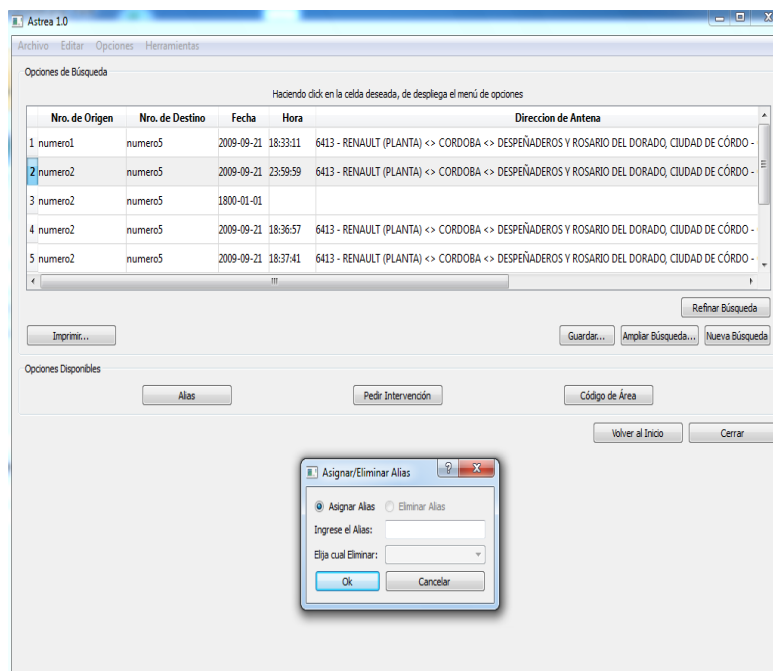 Astrea 1.0
Archivo Editar Opciones Herramientas
Opciones de Búsqueda
Haciendo click en la celda deseada, de despliega el menú de opciones
Nro. de Origen Nro. de Destino Fecha Hora Direccion de Antena
1 numero1 numero5 2009-09-21 18:33:11 6413 - RENAULT (PLANTA) <> CORDOBA <> DESPEÑADEROS Y ROSARIO DEL DORADO, CIUDAD DE CÓRDO -
2 numero2 numero5 2009-09-21 23:59:59 6413 - RENAULT (PLANTA) <> CORDOBA <> DESPEÑADEROS Y ROSARIO DEL DORADO, CIUDAD DE CÓRDO -
3 numero2 numero5 1800-01-01
4 numero2 numero5 2009-09-21 18:36:57 6413 - RENAULT (PLANTA) <> CORDOBA <> DESPEÑADEROS Y ROSARIO DEL DORADO, CIUDAD DE CÓRDO -
5 numero2 numero5 2009-09-21 18:37:41 6413 - RENAULT (PLANTA) <> CORDOBA <> DESPEÑADEROS Y ROSARIO DEL DORADO, CIUDAD DE CÓRDO -
Refinar Búsqueda
Imprimir... Guardar... Ampliar Búsqueda... Nueva Búsqueda
Opciones Disponibles
Alias Pedir Intervención Código de Área
Volver al Inicio Cerrar
Asignar/Eliminar Alias
Asignar Alias Eliminar Alias
Ingrese el Alias:
Elija cual Eliminar:
Ok Cancelar